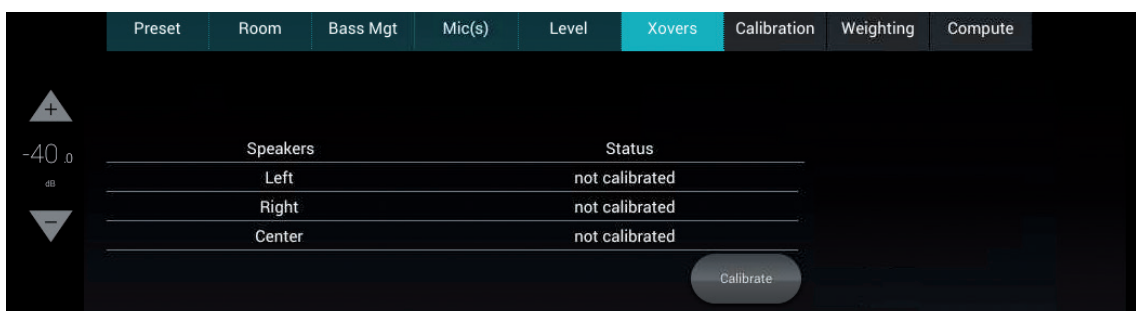 Preset Room Bass Mgt Mic(s) Level Xovers Calibration Weighting Compute
+
-40.0
dB
−
Speakers Status
Left not calibrated
Right not calibrated
Center not calibrated
Calibrate